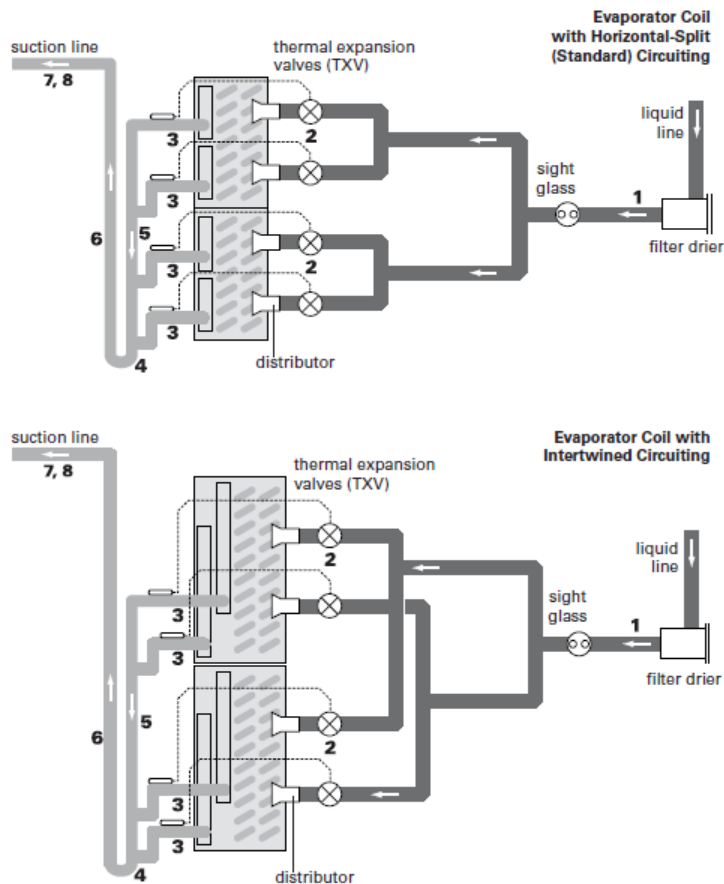 Evaporator Coil
with Horizontal-Split
(Standard) Circuiting
suction line
7, 8
thermal expansion
valves (TXV)
liquid
line
3
2
sight
glass
1
3
filter drier
6
5
3
2
3
4
distributor
suction line
7, 8
Evaporator Coil with
Intertwined Circuiting
thermal expansion
valves (TXV)
2
liquid
line
sight
glass
3
1
3
filter drier
6
5
2
3
3
4
distributor